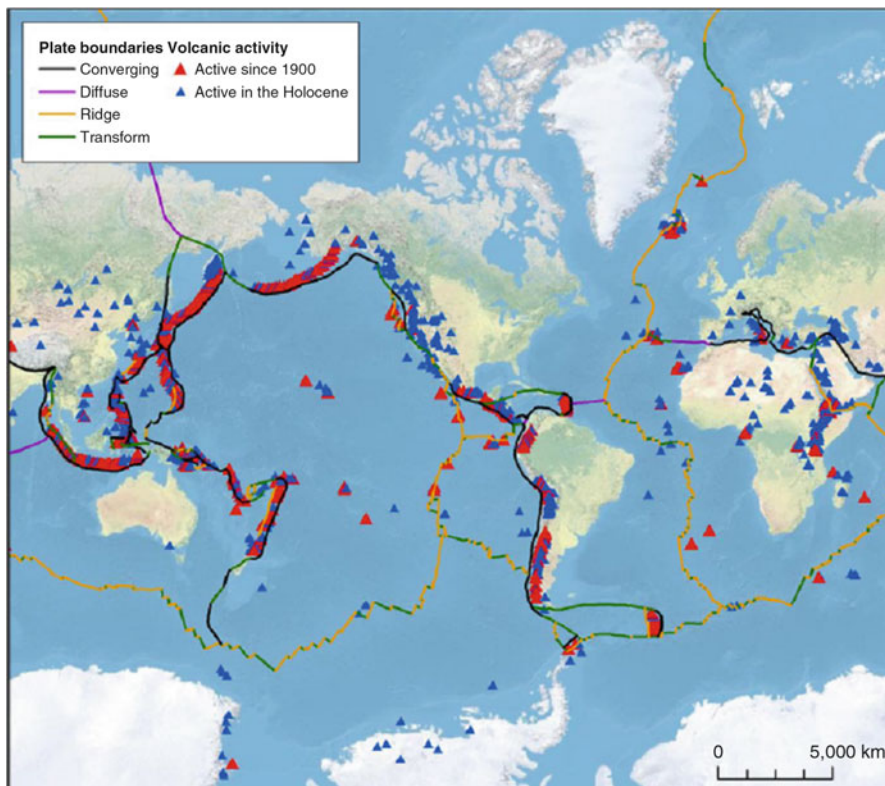 Plate boundaries Volcanic activity
Converging Active since 1900
Diffuse Active in the Holocene
Ridge
Transform
0 5,000 km